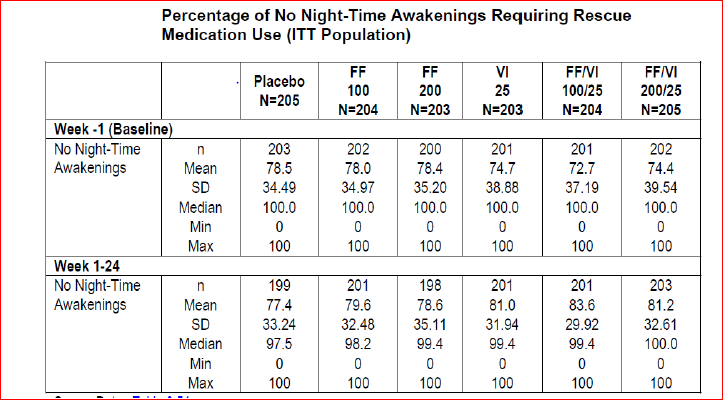 Percentage of No Night-Time Awakenings Requiring Rescue
Medication Use (ITT Population)
Placebo N=205 FF 100 N=204 FF 200 N=203 VI 25 N=203 FF/VI 100/25 N=204 FF/VI 200/25 N=205
Week -1 (Baseline)
No Night-Time n 203 202 200 201 201 202
Awakenings Mean 78.5 78.0 78.4 74.7 72.7 74.4
SD 34.49 34.97 35.20 38.88 37.19 39.54
Median 100.0 100.0 100.0 100.0 100.0 100.0
Min 0 0 0 0 0 0
Max 100 100 100 100 100 100
Week 1-24
No Night-Time n 199 201 198 201 201 203
Awakenings Mean 77.4 79.6 78.6 81.0 83.6 81.2
SD 33.24 32.48 35.11 31.94 29.92 32.61
Median 97.5 98.2 99.4 99.4 99.4 100.0
Min 0 0 0 0 0 0
Max 100 100 100 100 100 100